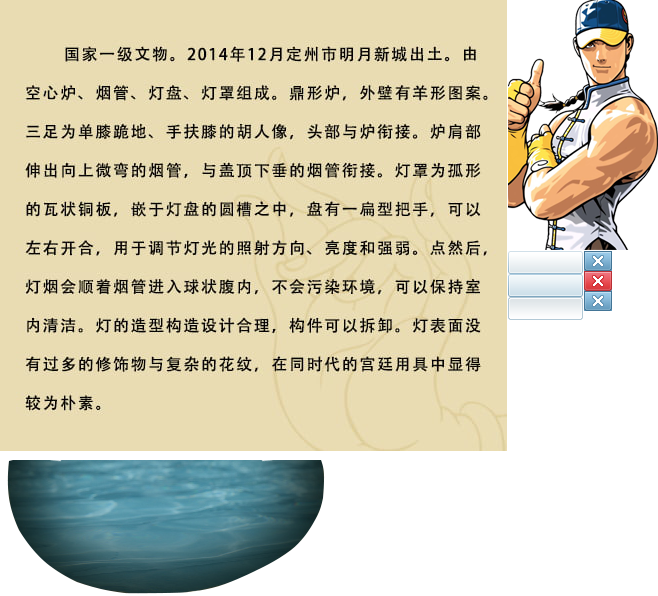 国家一级文物。2014年12月定州市明月新城出土。由
空心炉、烟管、灯盘、灯罩组成。鼎形炉，外壁有羊形图案。
三足为单膝跪地、手扶膝的胡人像，头部与炉衔接。炉肩部
伸出向上微弯的烟管，与盖顶下垂的烟管衔接。灯罩为孤形
的瓦状铜板，嵌于灯盘的圆槽之中，盘有一扁型把手，可以
左右开合，用于调节灯光的照射方向、亮度和强弱。点然后，
灯烟会顺着烟管进入球状腹内，不会污染环境，可以保持室
内清洁。灯的造型构造设计合理，构件可以拆卸。灯表面没
有过多的修饰物与复杂的花纹，在同时代的宫廷用具中显得
较为朴素。